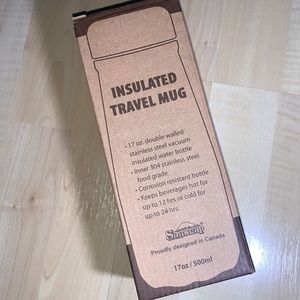 INSULATED
TRAVEL MUG
• 17 oz. double walled
stainless steel vacuum
insulated water bottle
• Inner 304 stainless steel
food grade
• Corrosion resistant bottle
• Keeps beverages hot for
up to 12 hrs or cold for
up to 24 hrs.
Proudly designed in Canada
17oz / 500ml